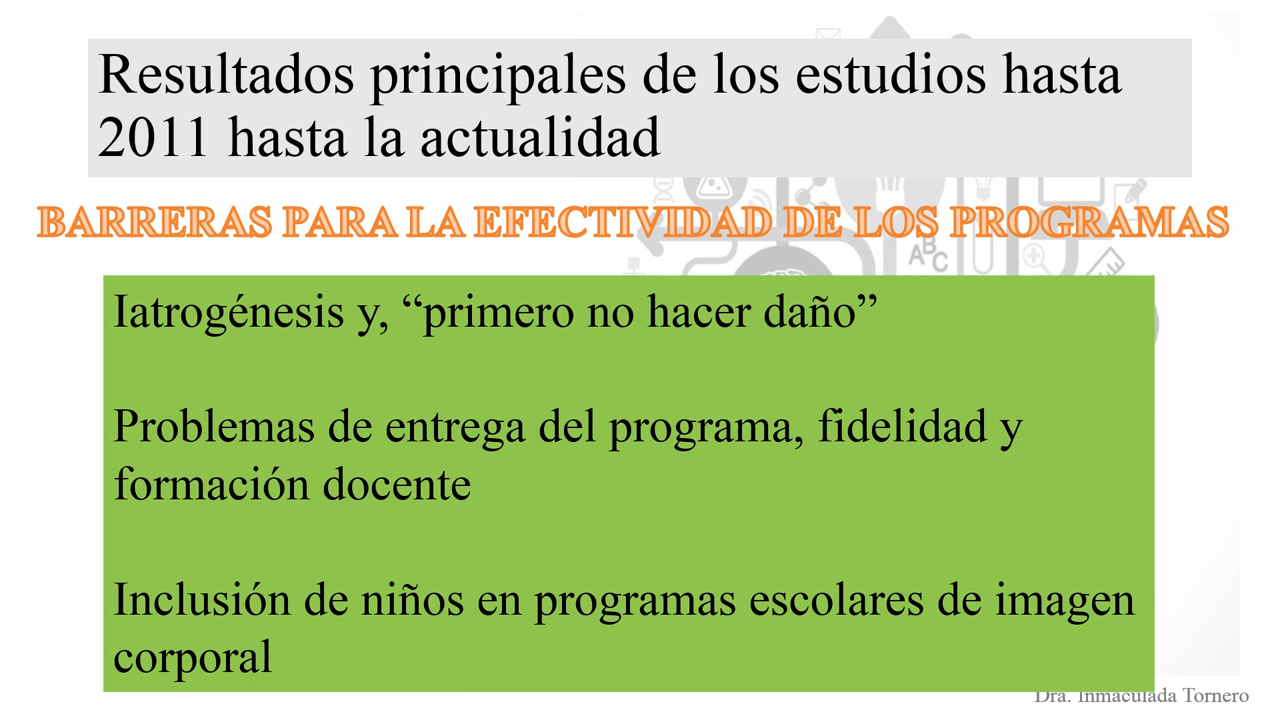 Resultados principales de los estudios hasta
2011 hasta la actualidad
BARRERAS PARA LA EFECTIVIDAD DE LOS PROGRAMAS
ABC
Iatrogénesis y, “primero no hacer daño”
Problemas de entrega del programa, fidelidad y
formación docente
Inclusión de niños en programas escolares de imagen
corporal
Dra. Inmaculada Tornero